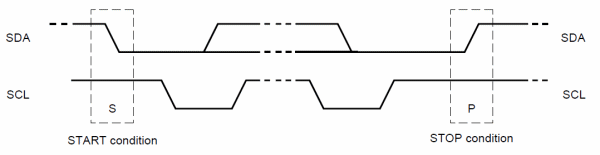 SDA SDA
SCL SCL
S P
START condition STOP condition